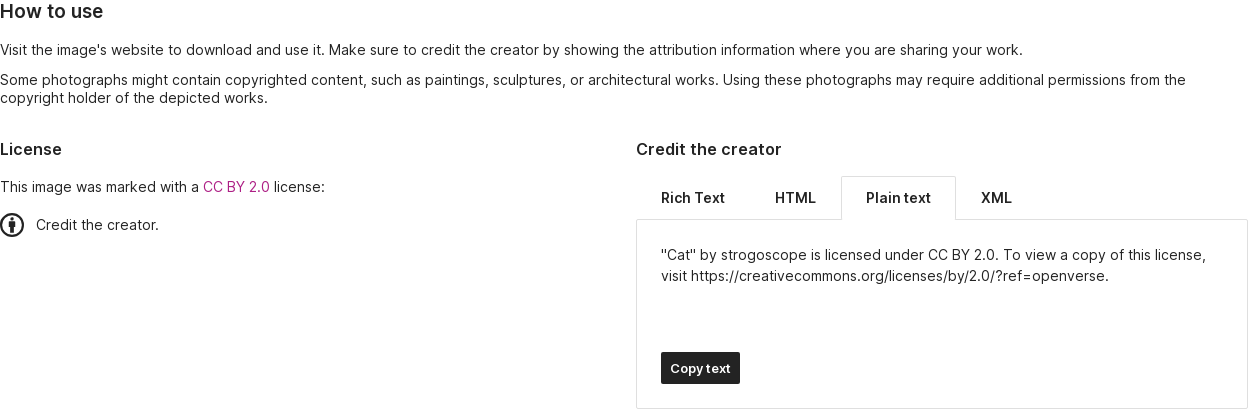 How to use
Visit the image's website to download and use it. Make sure to credit the creator by showing the attribution information where you are sharing your work.
Some photographs might contain copyrighted content, such as paintings, sculptures, or architectural works. Using these photographs may require additional permissions from the
copyright holder of the depicted works.
License
This image was marked with a CC BY 2.0 license:
Credit the creator.
Credit the creator
Rich Text HTML Plain text XML
"Cat" by strogoscope is licensed under CC BY 2.0. To view a copy of this license,
visit https://creativecommons.org/licenses/by/2.0/?ref=openverse.
Copy text